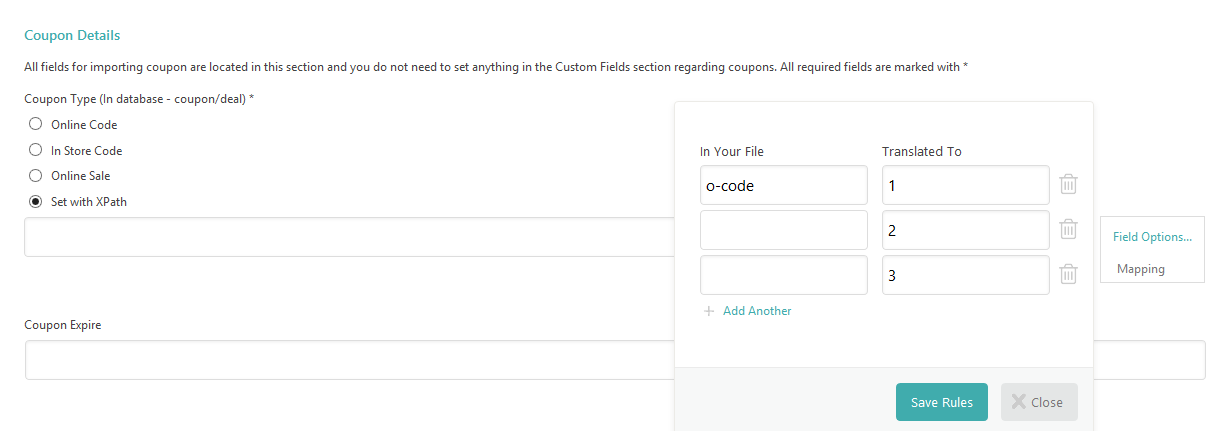 Coupon Details
All fields for importing coupon are located in this section and you do not need to set anything in the Custom Fields section regarding coupons. All required fields are marked with *
Coupon Type (In database - coupon/deal) *
Online Code
In Store Code
Online Sale
Set with XPath
In Your File Translated To
o-code 1
2
3
+ Add Another
Field Options...
Mapping
Coupon Expire
Save Rules Close